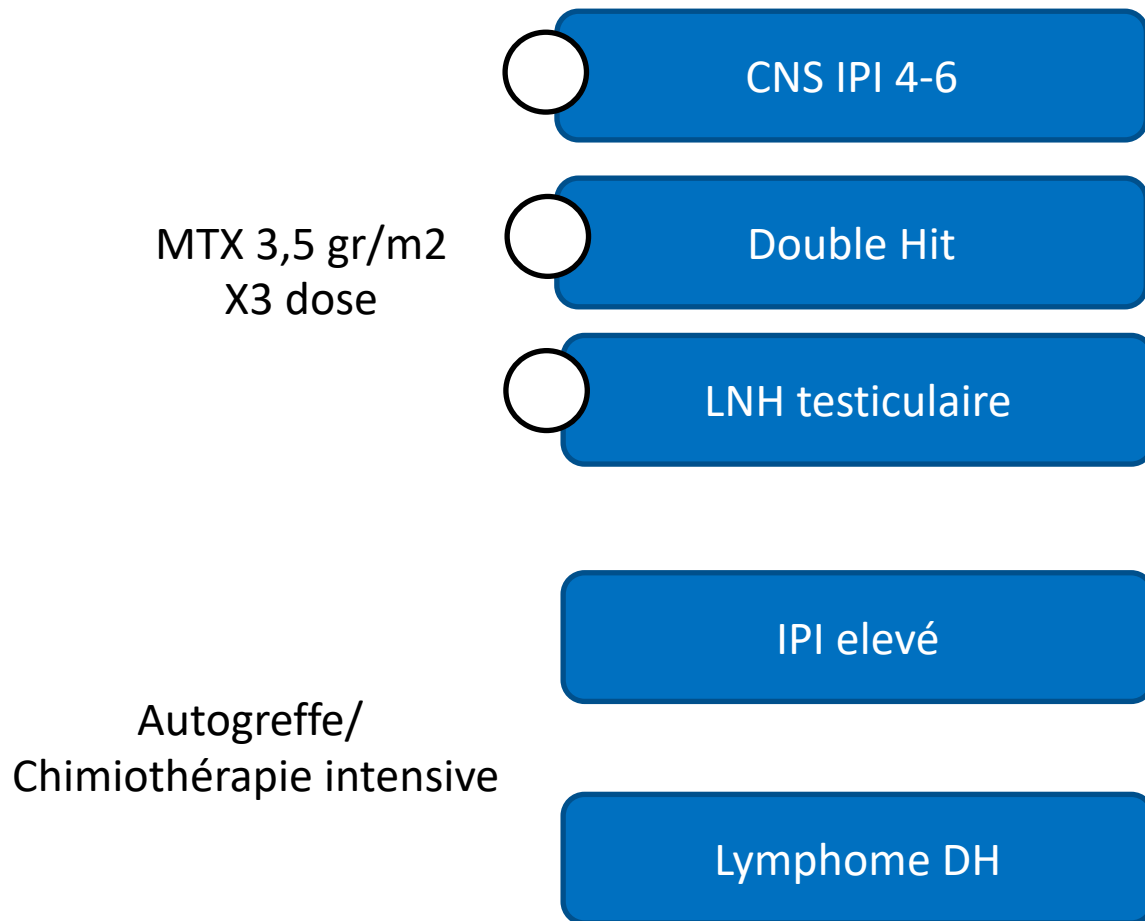 CNS IPI 4-6
MTX 3,5 gr/m2
X3 dose
Double Hit
LNH testiculaire
IPI elevé
Autogreffe/
Chimiothérapie intensive
Lymphome DH